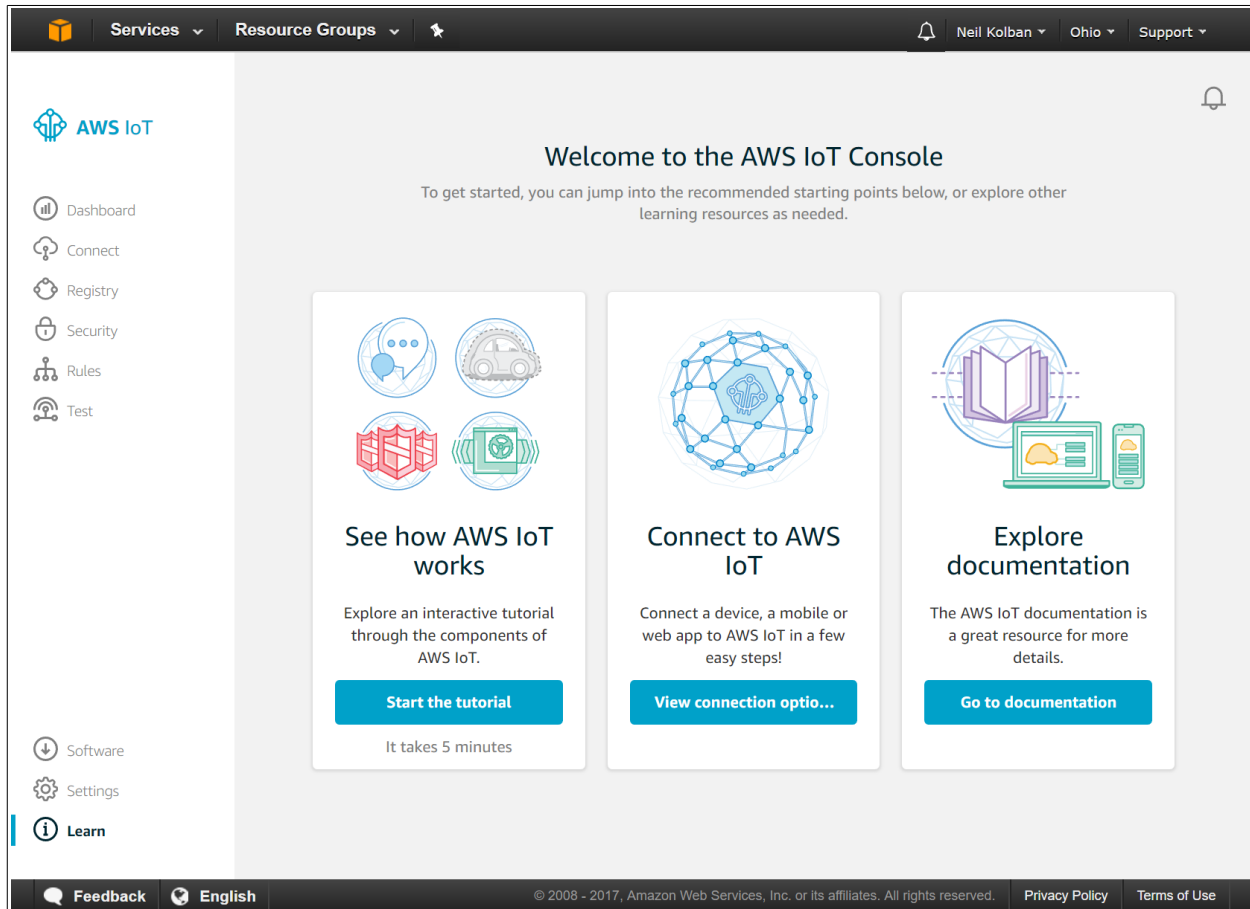 Services Resource Groups Neil Kolban Ohio Support
AWS IoT
Dashboard
Connect
Registry
Security
Rules
Test
Software
Settings
Learn
Welcome to the AWS IoT Console
To get started, you can jump into the recommended starting points below, or explore other
learning resources as needed.
See how AWS IoT
works
Explore an interactive tutorial
through the components of
AWS IoT.
Start the tutorial
It takes 5 minutes
Connect to AWS
IoT
Connect a device, a mobile or
web app to AWS IoT in a few
easy steps!
View connection optio...
Explore
documentation
The AWS IoT documentation is
a great resource for more
details.
Go to documentation
Feedback English © 2008 - 2017, Amazon Web Services, Inc. or its affiliates. All rights reserved. Privacy Policy Terms of Use